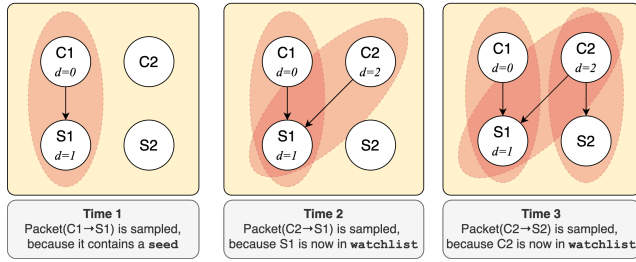 C1
d=0
C2
S1
d=1
S2
Time 1
Packet(C1→S1) is sampled,
because it contains a seed
C1
d=0
C2
d=2
S1
d=1
S2
Time 2
Packet(C2→S1) is sampled,
because S1 is now in watchlist
C1
d=0
C2
d=2
S1
d=1
S2
Time 3
Packet(C2→S2) is sampled,
because C2 is now in watchlist